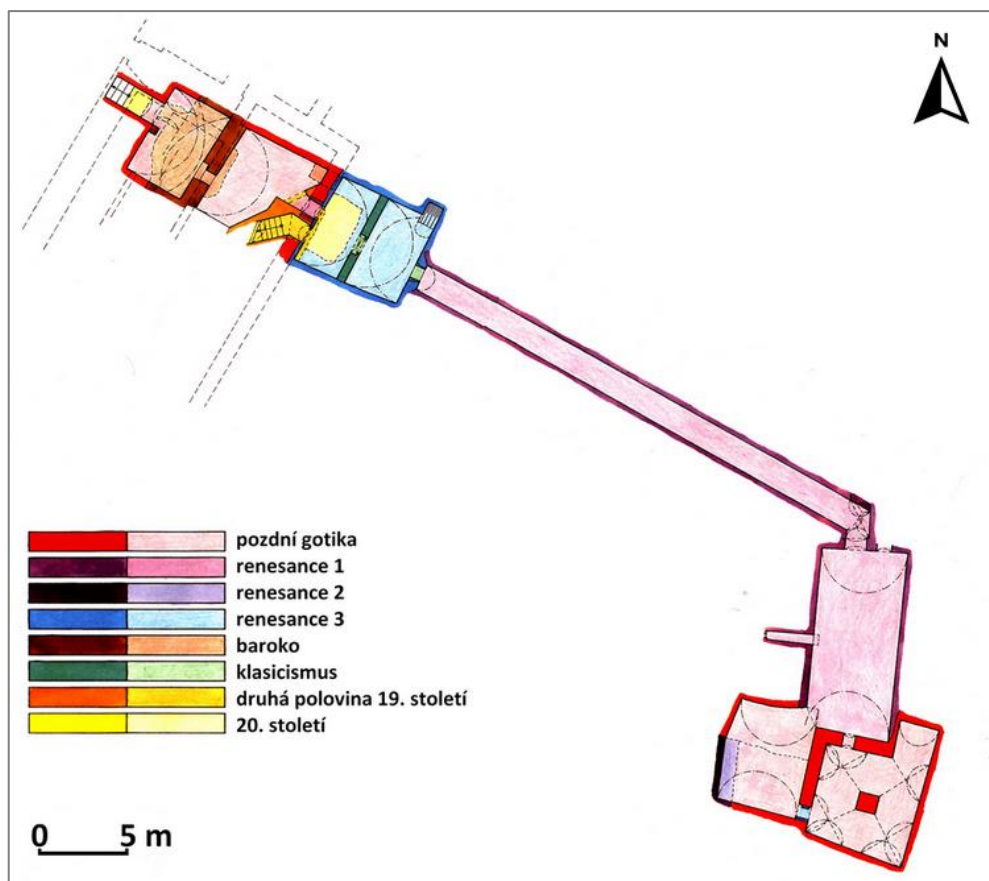 N
pozdní gotika
renesance 1
renesance 2
renesance 3
baroko
klasicismus
druhá polovina 19. století
20. století
0 5 m